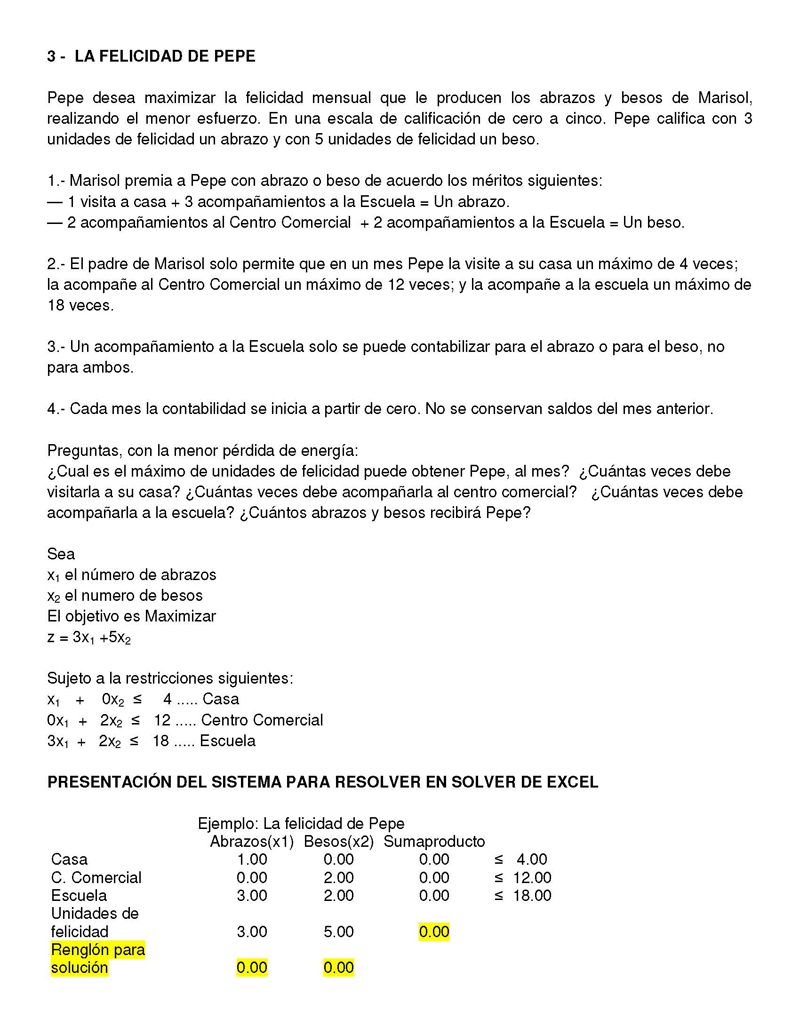 3 - LA FELICIDAD DE PEPE
Pepe desea maximizar la felicidad mensual que le producen los abrazos y besos de Marisol,
realizando el menor esfuerzo. En una escala de calificación de cero a cinco. Pepe califica con 3
unidades de felicidad un abrazo y con 5 unidades de felicidad un beso.
1.- Marisol premia a Pepe con abrazo o beso de acuerdo los méritos siguientes:
— 1 visita a casa + 3 acompañamientos a la Escuela = Un abrazo.
— 2 acompañamientos al Centro Comercial + 2 acompañamientos a la Escuela = Un beso.
2.- El padre de Marisol solo permite que en un mes Pepe la visite a su casa un máximo de 4 veces;
la acompañe al Centro Comercial un máximo de 12 veces; y la acompañe a la escuela un máximo de
18 veces.
3.- Un acompañamiento a la Escuela solo se puede contabilizar para el abrazo o para el beso, no
para ambos.
4.- Cada mes la contabilidad se inicia a partir de cero. No se conservan saldos del mes anterior.
Preguntas, con la menor pérdida de energía:
¿Cual es el máximo de unidades de felicidad puede obtener Pepe, al mes? ¿Cuántas veces debe
visitarla a su casa? ¿Cuántas veces debe acompañarla al centro comercial? ¿Cuántas veces debe
acompañarla a la escuela? ¿Cuántos abrazos y besos recibirá Pepe?
Sea
x₁ el número de abrazos
x₂ el numero de besos
El objetivo es Maximizar
z = 3x₁ +5x₂
Sujeto a la restricciones siguientes:
x₁ + 0x₂ ≤ 4 ..... Casa
0x₁ + 2x₂ ≤ 12 ..... Centro Comercial
3x₁ + 2x₂ ≤ 18 ..... Escuela
PRESENTACIÓN DEL SISTEMA PARA RESOLVER EN SOLVER DE EXCEL
Ejemplo: La felicidad de Pepe
Abrazos(x1) Besos(x2) Sumaproducto
Casa 1.00 0.00 0.00 ≤ 4.00
C. Comercial 0.00 2.00 0.00 ≤ 12.00
Escuela 3.00 2.00 0.00 ≤ 18.00
Unidades de
felicidad 3.00 5.00 0.00
Renglón para
solución 0.00 0.00